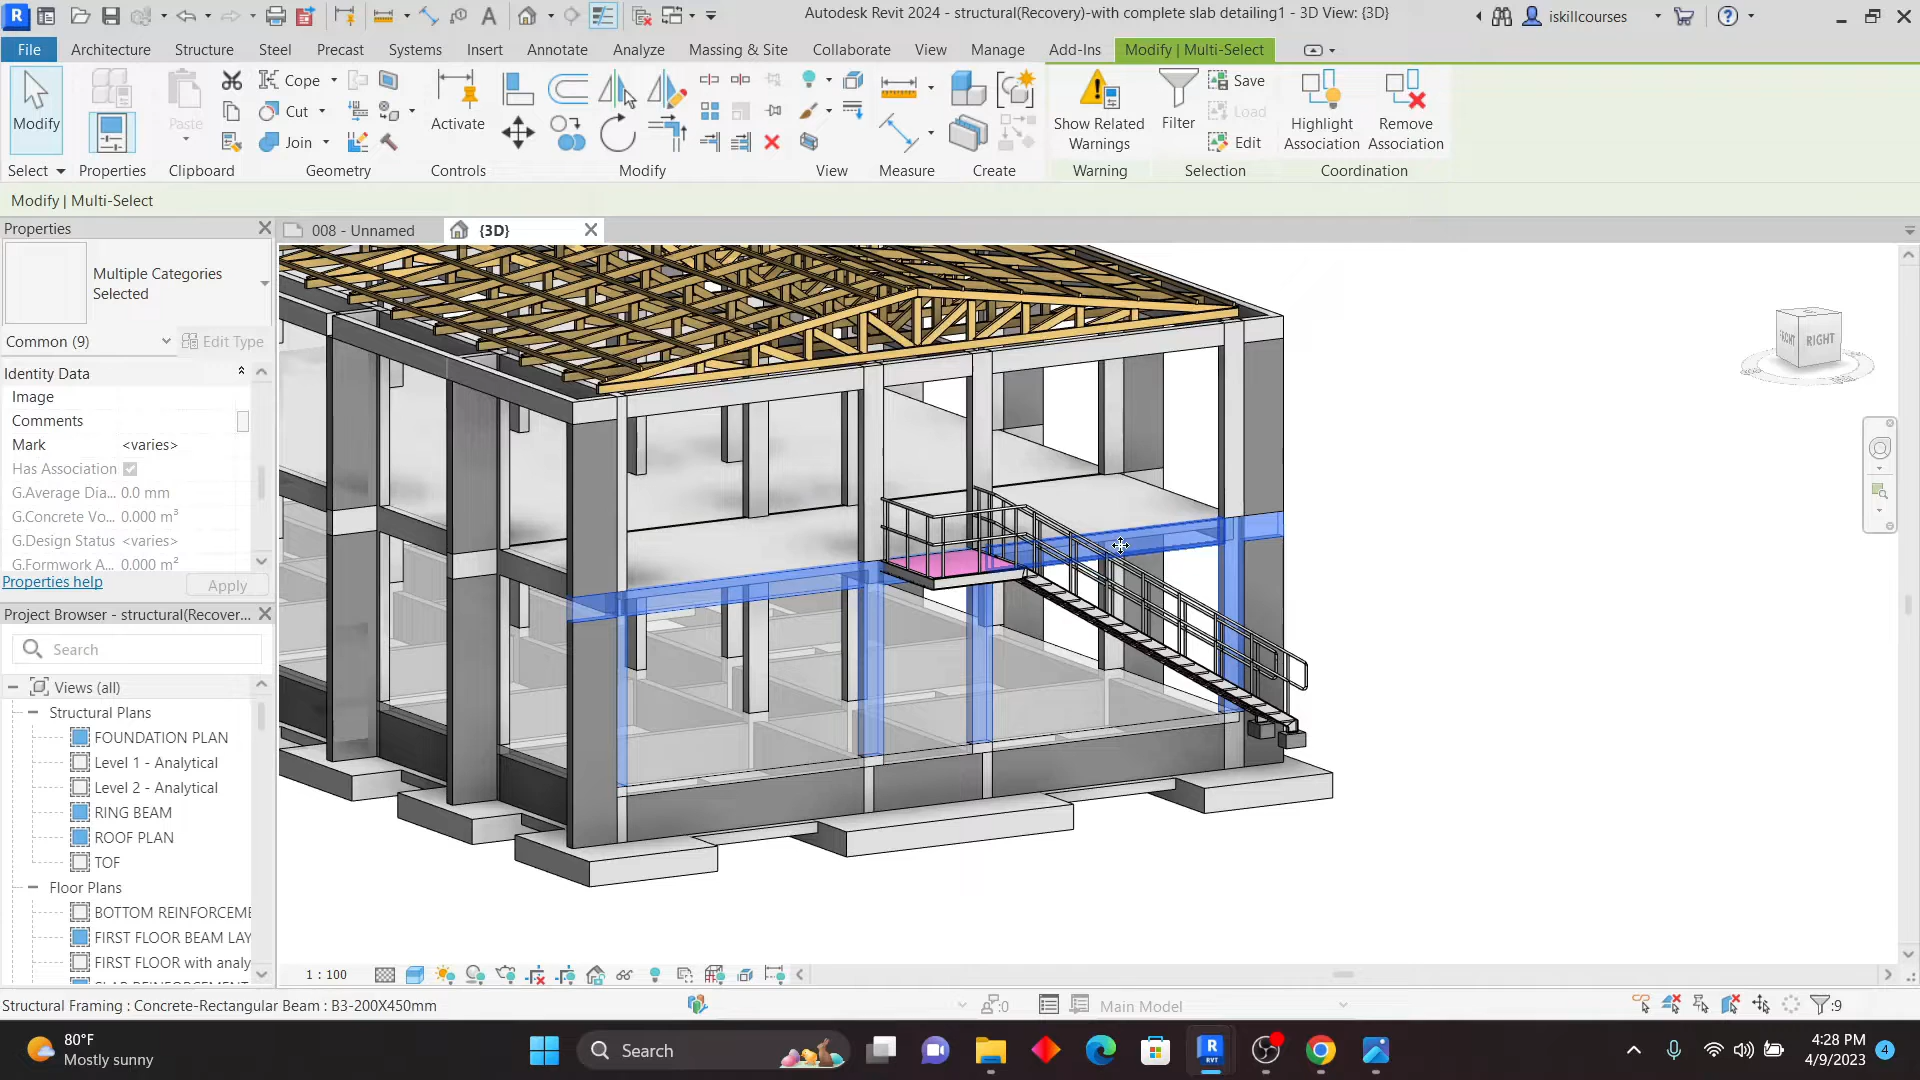 Autodesk Revit 2024 - structural(Recovery)-with complete slab detailing1 - 3D View: {3D}
iskillcourses
File
Architecture
Structure
Steel
Precast
Systems
Insert
Annotate
Analyze
Massing & Site
Collaborate
View
Manage
Add-Ins
Modify | Multi-Select
Modify
Paste
Cope
Cut
Join
Activate
Show Related
Warnings
Filter
Save
Load
Edit
Highlight
Association
Remove
Association
Select
Properties
Clipboard
Geometry
Controls
Modify
View
Measure
Create
Warning
Selection
Coordination
Modify | Multi-Select
Properties
008 - Unnamed
{3D}
Multiple Categories
Selected
Common (9)
Edit Type
Identity Data
Image
Comments
Mark <varies>
Has Association
G.Average Dia... 0.0 mm
G.Concrete Vo... 0.000 m³
G.Design Status <varies>
G.Formwork A... 0.000 m²
Properties help
Apply
Project Browser - structural(Recover...
Search
Views (all)
Structural Plans
FOUNDATION PLAN
Level 1 - Analytical
Level 2 - Analytical
RING BEAM
ROOF PLAN
TOF
Floor Plans
BOTTOM REINFORCEME
FIRST FLOOR BEAM LAY
FIRST FLOOR with analy
FRONT
RIGHT
1 : 100
Structural Framing : Concrete-Rectangular Beam : B3-200X450mm
:0
Main Model
:9
80°F
Mostly sunny
Search
4:28 PM
4/9/2023
4